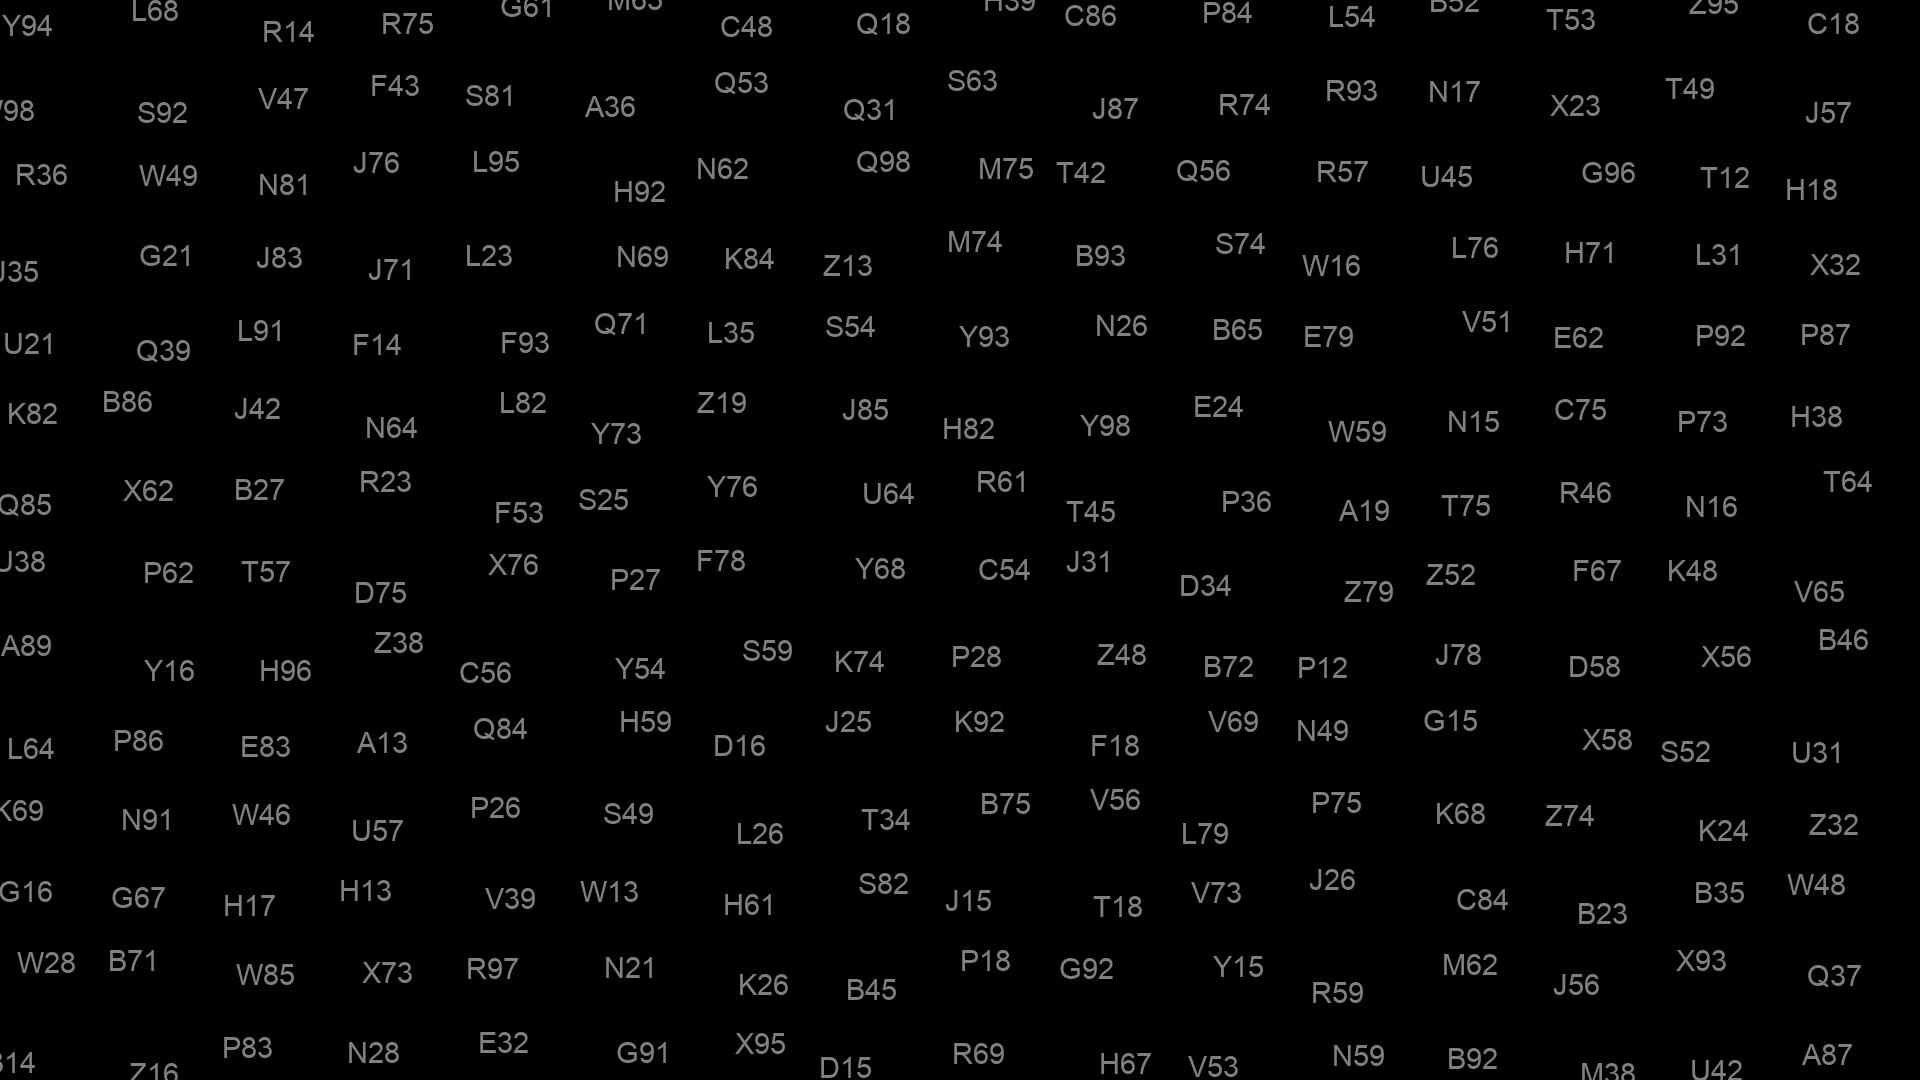 Y94 L68 R14 R75 G61 M65 C48 Q18 H39 C86 P84 L54 B52 T53 Z95 C18
S92 V47 F43 S81 A36 Q53 Q31 S63 J87 R74 R93 N17 X23 T49 J57
R36 W49 N81 J76 L95 H92 N62 Q98 M75 T42 Q56 R57 U45 G96 T12 H18
J35 G21 J83 J71 L23 N69 K84 Z13 M74 B93 S74 W16 L76 H71 L31 X32
U21 Q39 L91 F14 F93 Q71 L35 S54 Y93 N26 B65 E79 V51 E62 P92 P87
K82 B86 J42 N64 L82 Y73 Z19 J85 H82 Y98 E24 W59 N15 C75 P73 H38
Q85 X62 B27 R23 F53 S25 Y76 U64 R61 T45 P36 A19 T75 R46 N16 T64
U38 P62 T57 D75 X76 P27 F78 Y68 C54 J31 D34 Z79 Z52 F67 K48 V65
A89 Y16 H96 Z38 C56 Y54 S59 K74 P28 Z48 B72 P12 J78 D58 X56 B46
L64 P86 E83 A13 Q84 H59 D16 J25 K92 F18 V69 N49 G15 X58 S52 U31
K69 N91 W46 U57 P26 S49 L26 T34 B75 V56 L79 P75 K68 Z74 K24 Z32
G16 G67 H17 H13 V39 W13 H61 S82 J15 T18 V73 J26 C84 B23 B35 W48
W28 B71 W85 X73 R97 N21 K26 B45 P18 G92 Y15 R59 M62 J56 X93 Q37
Z16 P83 N28 E32 G91 X95 D15 R69 H67 V53 N59 B92 M38 U42 A87